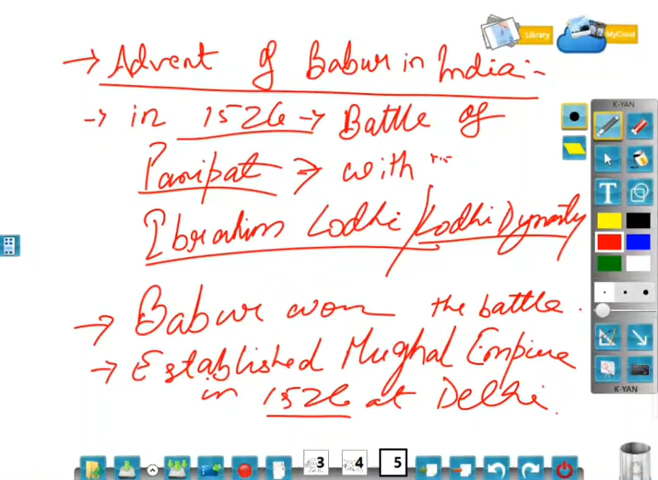 Library
MyCloud
→ Advent of Babur in India:-
→ in 1526 → Battle of
Panipat → with
Ibrahim Lodhi / Lodhi Dynasty
→ Babur won the battle.
→ Established Mughal Empire
in 1526 at Delhi.
K-YAN
T
K-YAN
3
4
5